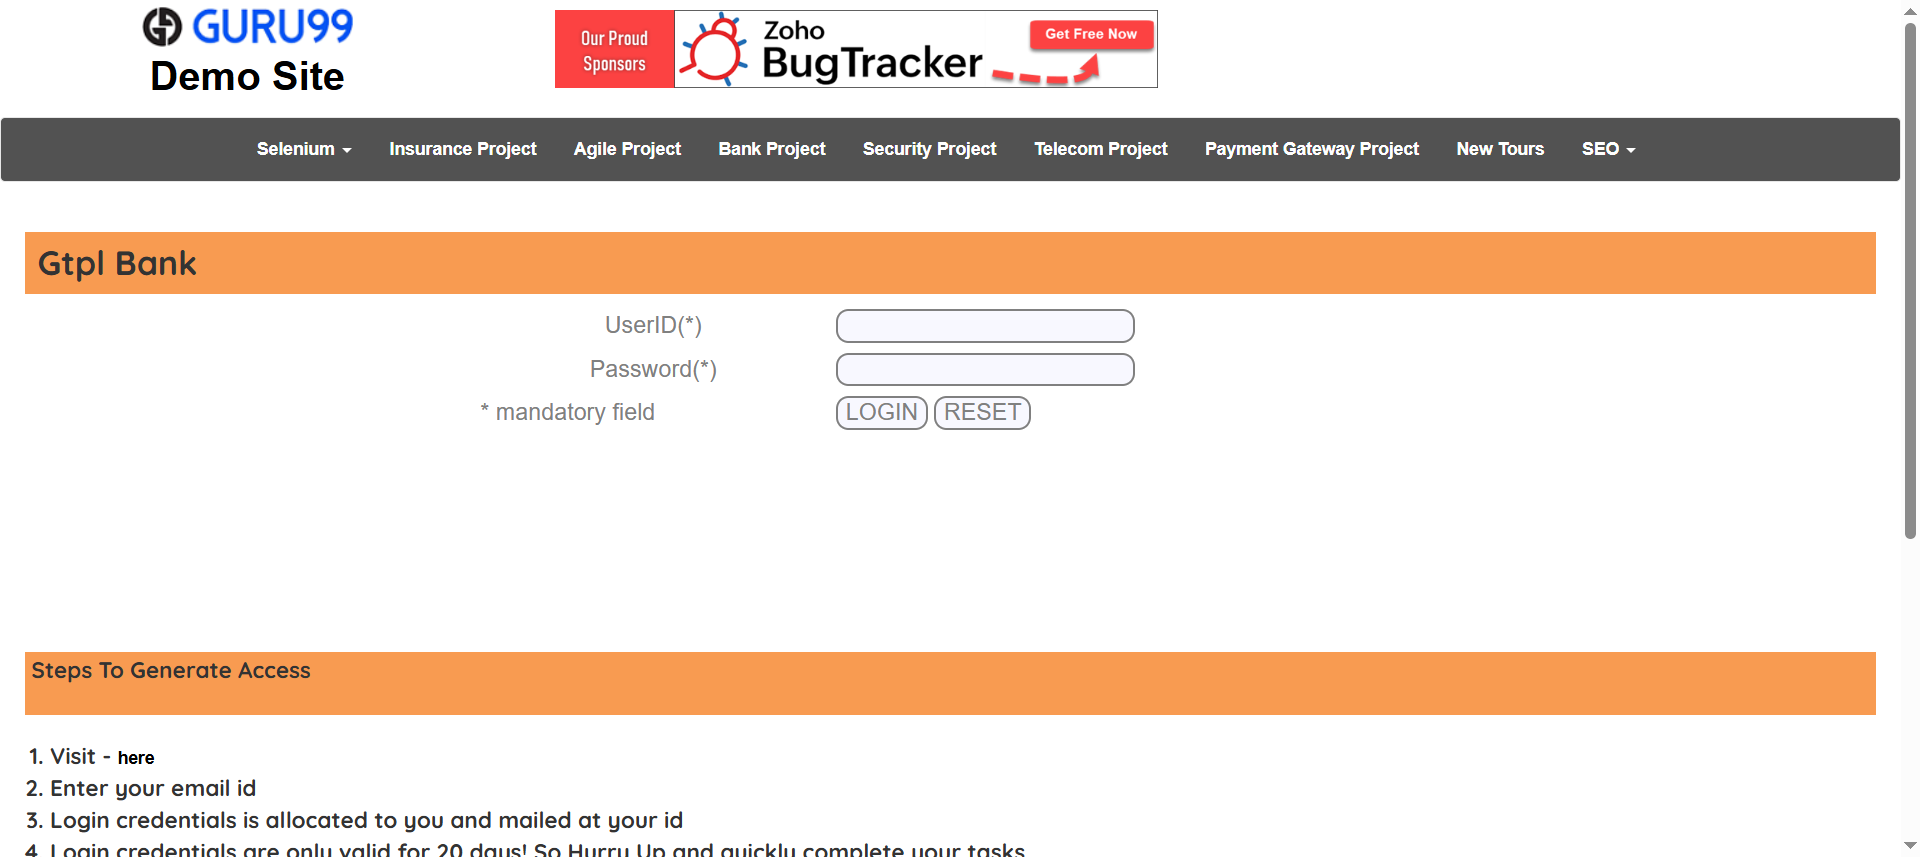 GURU99
Demo Site
Our Proud
Sponsors
Zoho
BugTracker
Get Free Now
Selenium
Insurance Project
Agile Project
Bank Project
Security Project
Telecom Project
Payment Gateway Project
New Tours
SEO
Gtpl Bank
UserID(*)
Password(*)
* mandatory field
LOGIN
RESET
Steps To Generate Access
1. Visit - here
2. Enter your email id
3. Login credentials is allocated to you and mailed at your id
4. Login credentials are only valid for 20 days! So Hurry Up and quickly complete your tasks